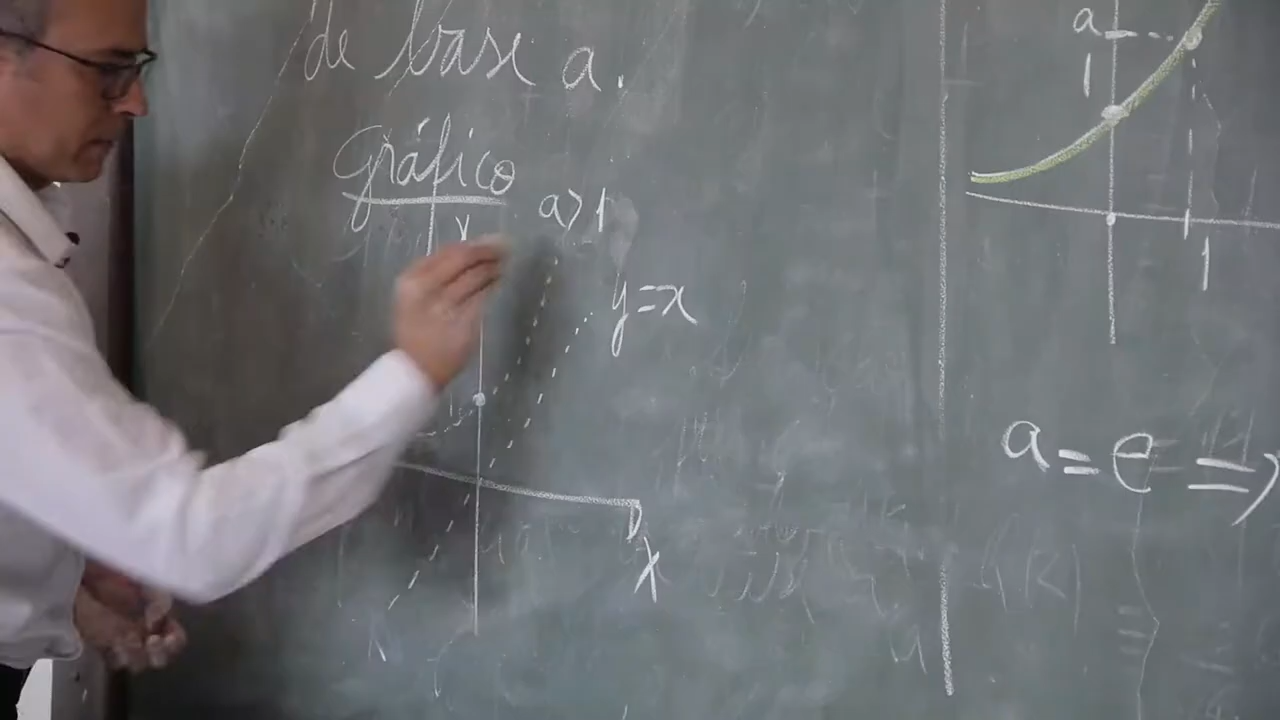 de base a.
Gráfico
a>1
y
y=x
x
a
1
1
a=e=